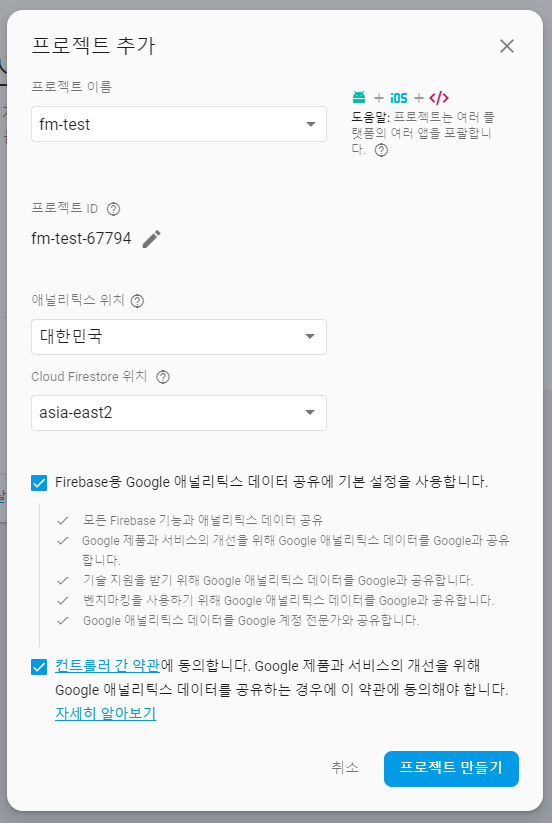 프로젝트 추가
프로젝트 이름
fm-test
+ iOS + </>
도움말: 프로젝트는 여러 플
랫폼의 여러 앱을 포괄합니
다.
프로젝트 ID
fm-test-67794
애널리틱스 위치
대한민국
Cloud Firestore 위치
asia-east2
Firebase용 Google 애널리틱스 데이터 공유에 기본 설정을 사용합니다.
모든 Firebase 기능과 애널리틱스 데이터 공유
Google 제품과 서비스의 개선을 위해 Google 애널리틱스 데이터를 Google과 공유
합니다.
기술 지원을 받기 위해 Google 애널리틱스 데이터를 Google과 공유합니다.
벤치마킹을 사용하기 위해 Google 애널리틱스 데이터를 Google과 공유합니다.
Google 애널리틱스 데이터를 Google 계정 전문가와 공유합니다.
컨트롤러 간 약관에 동의합니다. Google 제품과 서비스의 개선을 위해
Google 애널리틱스 데이터를 공유하는 경우에 이 약관에 동의해야 합니다.
자세히 알아보기
취소
프로젝트 만들기